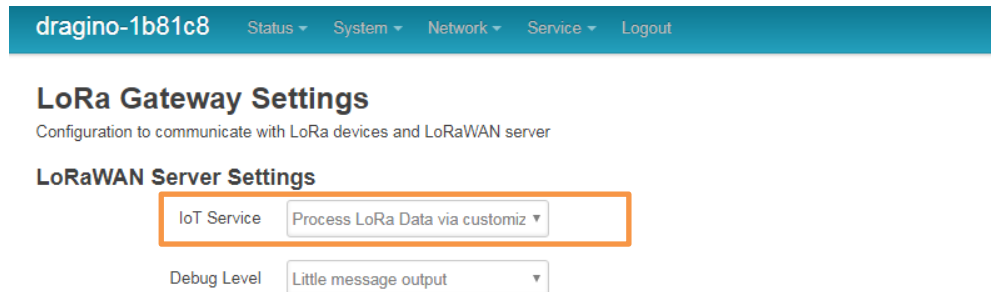 dragino-1b81c8 Status System Network Service Logout
LoRa Gateway Settings
Configuration to communicate with LoRa devices and LoRaWAN server
LoRaWAN Server Settings
IoT Service Process LoRa Data via customiz
Debug Level Little message output